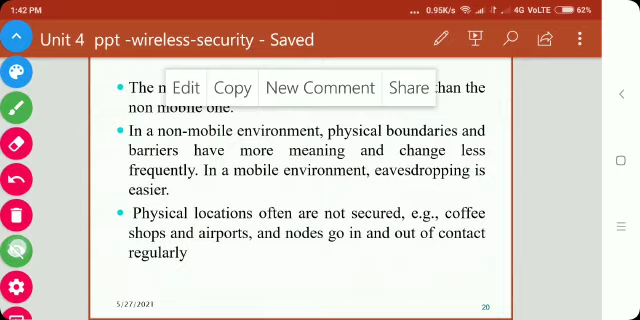 1:42 PM ... 0.95K/s 4G VoLTE 62%
Unit 4 ppt -wireless-security - Saved
Edit Copy New Comment Share
The than the
non mobile one.
In a non-mobile environment, physical boundaries and
barriers have more meaning and change less
frequently. In a mobile environment, eavesdropping is
easier.
Physical locations often are not secured, e.g., coffee
shops and airports, and nodes go in and out of contact
regularly
5/27/2021 20